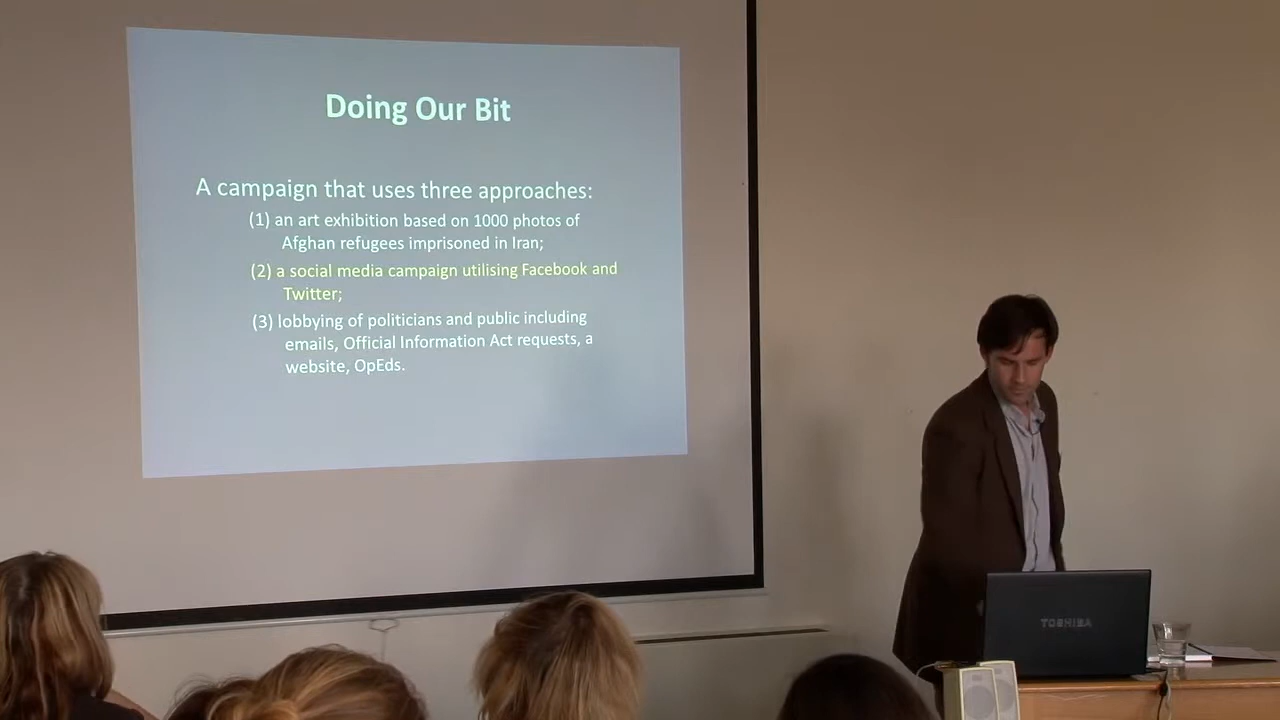 Doing Our Bit
A campaign that uses three approaches:
(1) an art exhibition based on 1000 photos of
Afghan refugees imprisoned in Iran;
(2) a social media campaign utilising Facebook and
Twitter;
(3) lobbying of politicians and public including
emails, Official Information Act requests, a
website, OpEds.
TOSHIBA